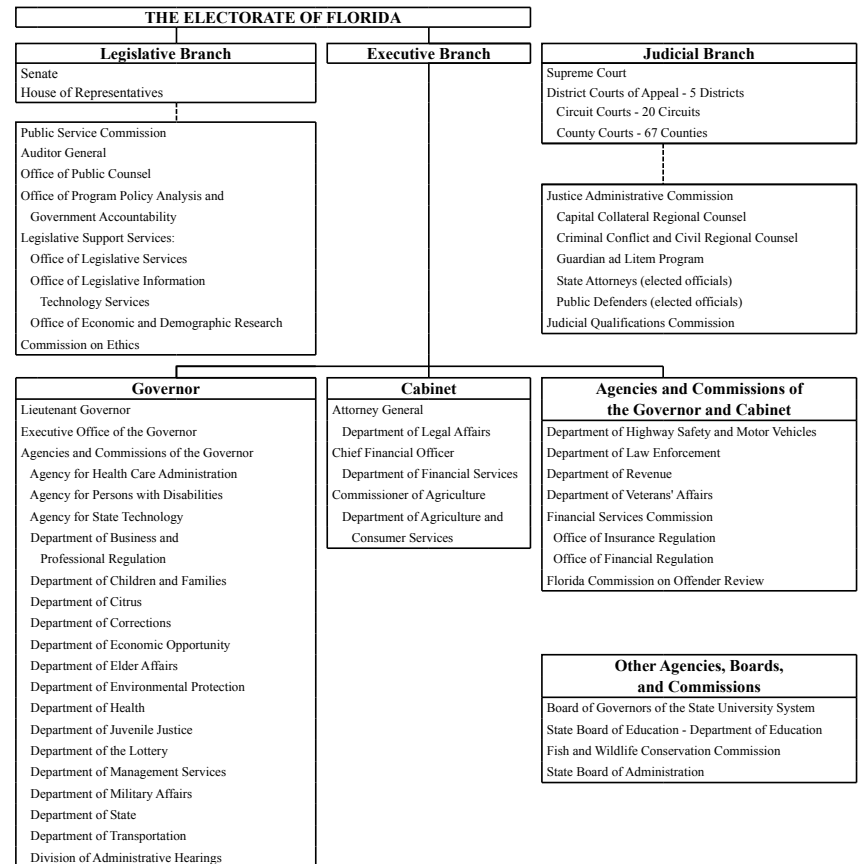 THE ELECTORATE OF FLORIDA
Legislative Branch
Senate
House of Representatives
Public Service Commission
Auditor General
Office of Public Counsel
Office of Program Policy Analysis and
Government Accountability
Legislative Support Services:
Office of Legislative Services
Office of Legislative Information
Technology Services
Office of Economic and Demographic Research
Commission on Ethics
Executive Branch
Judicial Branch
Supreme Court
District Courts of Appeal - 5 Districts
Circuit Courts - 20 Circuits
County Courts - 67 Counties
Justice Administrative Commission
Capital Collateral Regional Counsel
Criminal Conflict and Civil Regional Counsel
Guardian ad Litem Program
State Attorneys (elected officials)
Public Defenders (elected officials)
Judicial Qualifications Commission
Governor
Lieutenant Governor
Executive Office of the Governor
Agencies and Commissions of the Governor
Agency for Health Care Administration
Agency for Persons with Disabilities
Agency for State Technology
Department of Business and
Professional Regulation
Department of Children and Families
Department of Citrus
Department of Corrections
Department of Economic Opportunity
Department of Elder Affairs
Department of Environmental Protection
Department of Health
Department of Juvenile Justice
Department of the Lottery
Department of Management Services
Department of Military Affairs
Department of State
Department of Transportation
Division of Administrative Hearings
Cabinet
Attorney General
Department of Legal Affairs
Chief Financial Officer
Department of Financial Services
Commissioner of Agriculture
Department of Agriculture and
Consumer Services
Agencies and Commissions of
the Governor and Cabinet
Department of Highway Safety and Motor Vehicles
Department of Law Enforcement
Department of Revenue
Department of Veterans' Affairs
Financial Services Commission
Office of Insurance Regulation
Office of Financial Regulation
Florida Commission on Offender Review
Other Agencies, Boards,
and Commissions
Board of Governors of the State University System
State Board of Education - Department of Education
Fish and Wildlife Conservation Commission
State Board of Administration